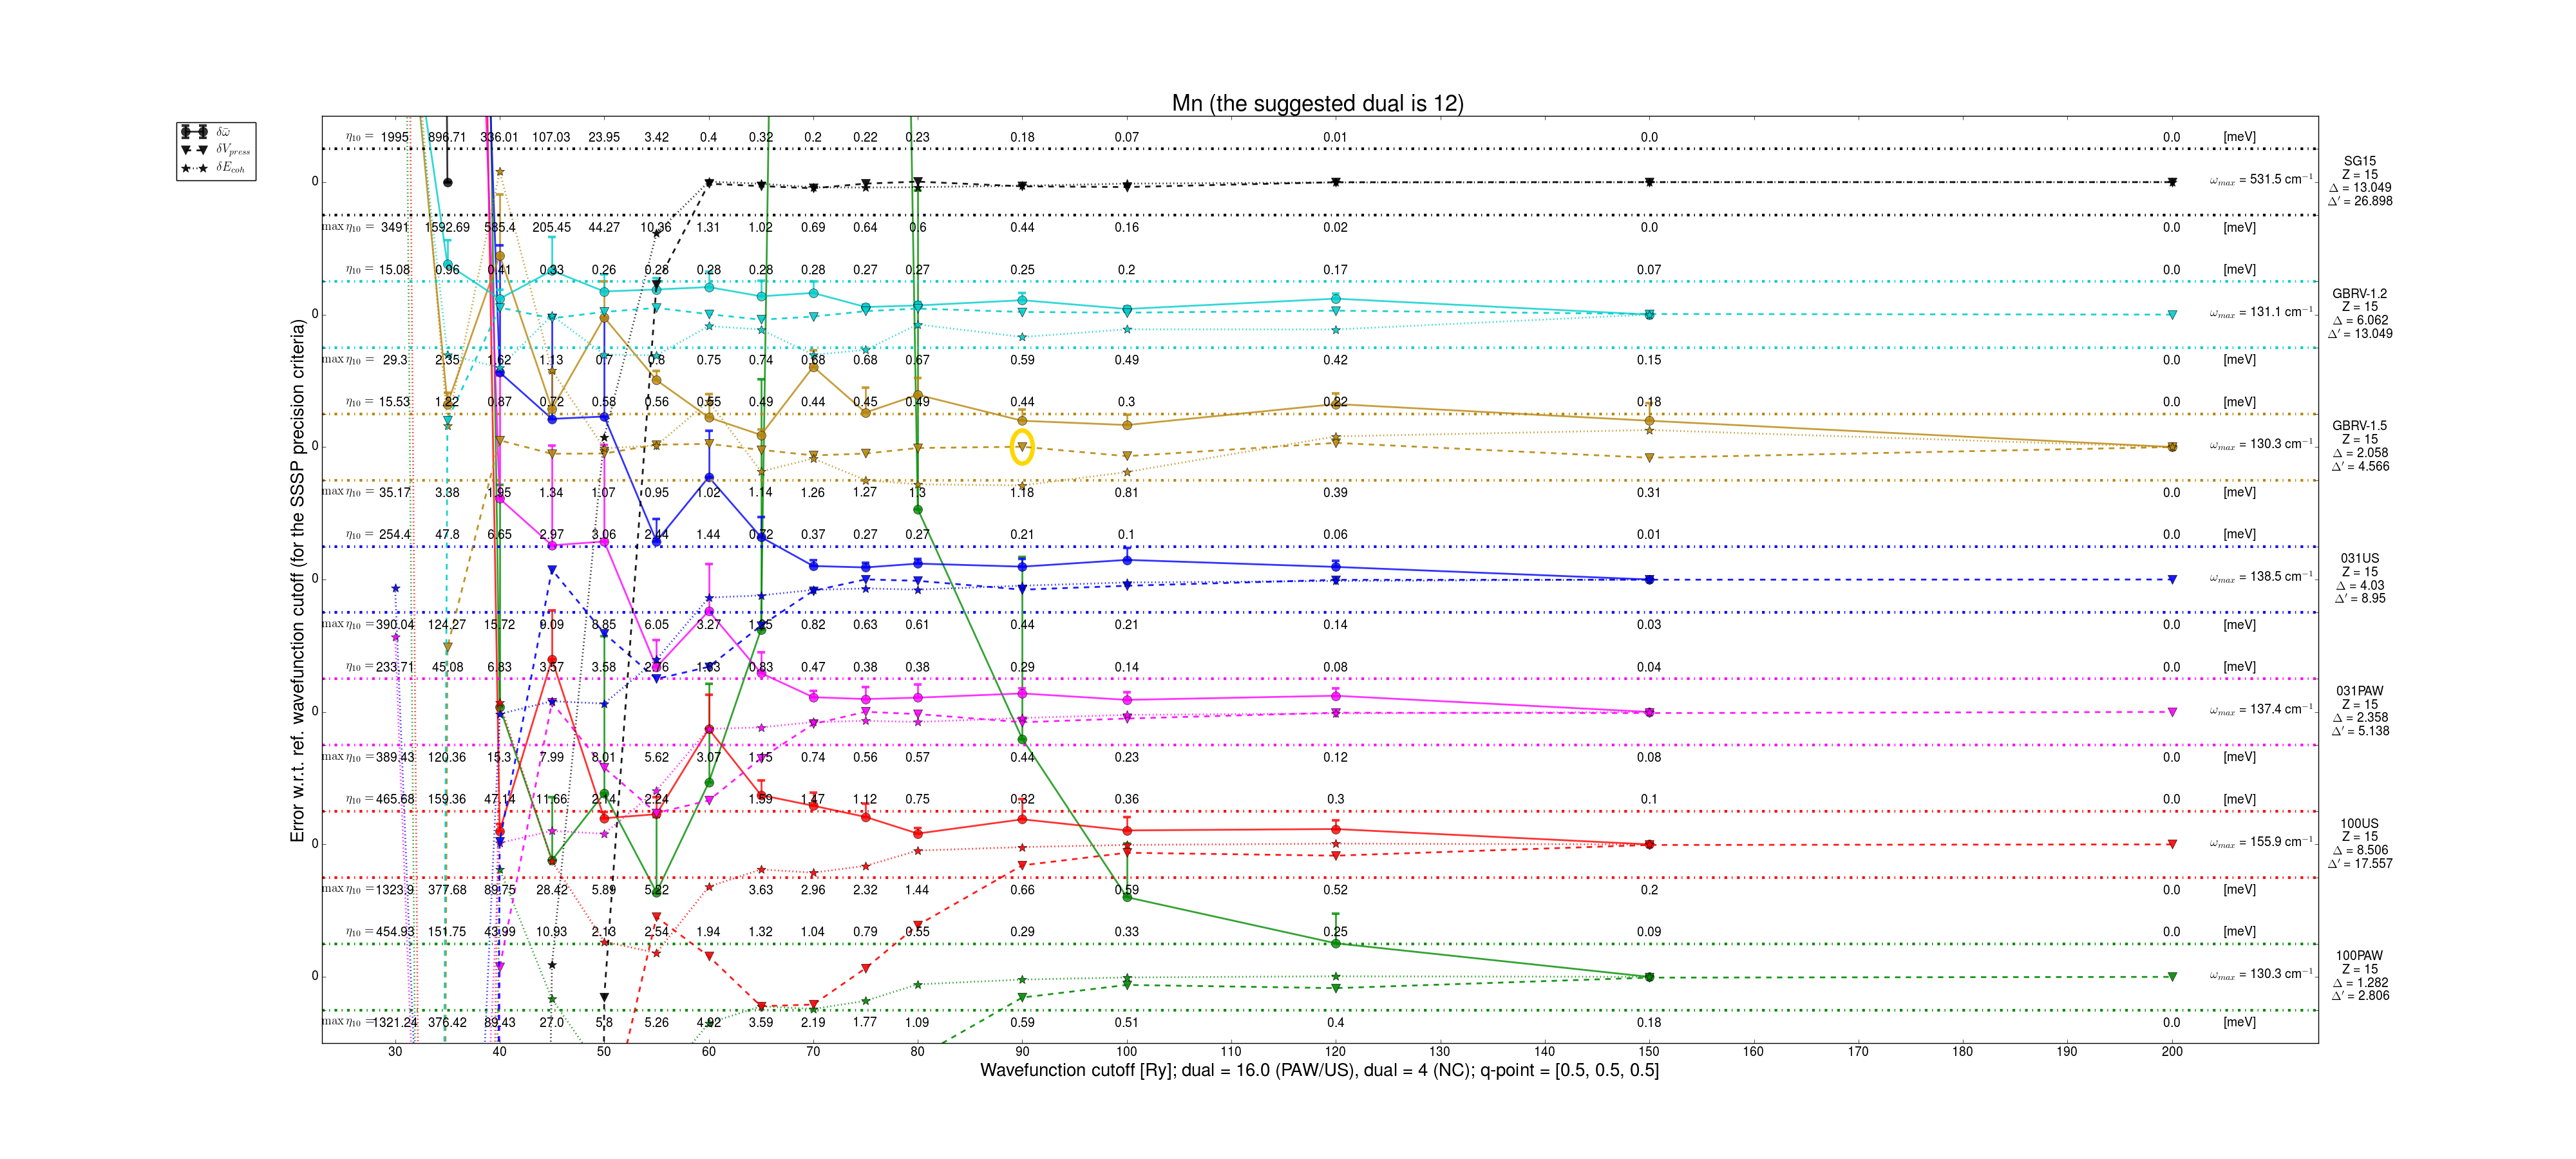 Mn (the suggested dual is 12)
δω̄
δV_press
δE_coh
Error w.r.t. ref. wavefunction cutoff (for the SSSP precision criteria)
η₁₀ = 1995 896.71 336.01 107.03 23.95 3.42 0.4 0.32 0.2 0.22 0.23 0.18 0.07 0.01 0.0 0.0 [meV]
0
ω_max = 531.5 cm⁻¹
SG15
Z = 15
Δ = 13.049
Δ′ = 26.898
max η₁₀ = 3491 1592.69 585.4 205.45 44.27 10.36 1.31 1.02 0.69 0.64 0.6 0.44 0.16 0.02 0.0 0.0 [meV]
η₁₀ = 15.08 0.96 0.41 0.33 0.26 0.28 0.28 0.28 0.28 0.27 0.27 0.25 0.2 0.17 0.07 0.0 [meV]
0
ω_max = 131.1 cm⁻¹
GBRV-1.2
Z = 15
Δ = 6.062
Δ′ = 13.049
max η₁₀ = 29.3 2.35 1.62 1.13 0.7 0.8 0.75 0.74 0.68 0.68 0.67 0.59 0.49 0.42 0.15 0.0 [meV]
η₁₀ = 15.53 1.22 0.87 0.72 0.58 0.56 0.55 0.49 0.44 0.45 0.49 0.44 0.3 0.22 0.18 0.0 [meV]
0
ω_max = 130.3 cm⁻¹
GBRV-1.5
Z = 15
Δ = 2.058
Δ′ = 4.566
max η₁₀ = 35.17 3.38 1.95 1.34 1.07 0.95 1.02 1.14 1.26 1.27 1.3 1.18 0.81 0.39 0.31 0.0 [meV]
η₁₀ = 254.4 47.8 6.65 2.97 3.06 2.44 1.44 0.72 0.37 0.27 0.27 0.21 0.1 0.06 0.01 0.0 [meV]
0
ω_max = 138.5 cm⁻¹
031US
Z = 15
Δ = 4.03
Δ′ = 8.95
max η₁₀ = 390.04 124.27 15.72 9.09 8.85 6.05 3.27 0.82 0.63 0.61 0.44 0.21 0.14 0.03 0.0 [meV]
η₁₀ = 233.71 45.08 6.83 3.57 3.58 0.83 0.47 0.38 0.38 0.29 0.14 0.08 0.04 0.0 [meV]
0
ω_max = 137.4 cm⁻¹
031PAW
Z = 15
Δ = 2.358
Δ′ = 5.138
max η₁₀ = 389.43 120.36 15.3 7.99 8.01 5.62 3.07 0.74 0.56 0.57 0.44 0.23 0.12 0.08 0.0 [meV]
η₁₀ = 465.68 159.36 47.14 11.66 2.14 2.24 1.59 1.47 1.12 0.75 0.32 0.36 0.3 0.1 0.0 [meV]
0
ω_max = 155.9 cm⁻¹
100US
Z = 15
Δ = 8.506
Δ′ = 17.557
max η₁₀ = 1323.9 377.68 89.75 28.42 5.89 3.63 2.96 2.32 1.44 0.66 0.59 0.52 0.2 0.0 [meV]
η₁₀ = 454.93 151.75 43.99 10.93 2.13 2.54 1.94 1.32 1.04 0.79 0.55 0.29 0.33 0.25 0.09 0.0 [meV]
0
ω_max = 130.3 cm⁻¹
100PAW
Z = 15
Δ = 1.282
Δ′ = 2.806
max η₁₀ = 1321.24 376.42 89.43 27.0 5.8 5.26 4.92 3.59 2.19 1.77 1.09 0.59 0.51 0.4 0.18 0.0 [meV]
30 40 50 60 70 80 90 100 110 120 130 140 150 160 170 180 190 200
Wavefunction cutoff [Ry]; dual = 16.0 (PAW/US), dual = 4 (NC); q-point = [0.5, 0.5, 0.5]